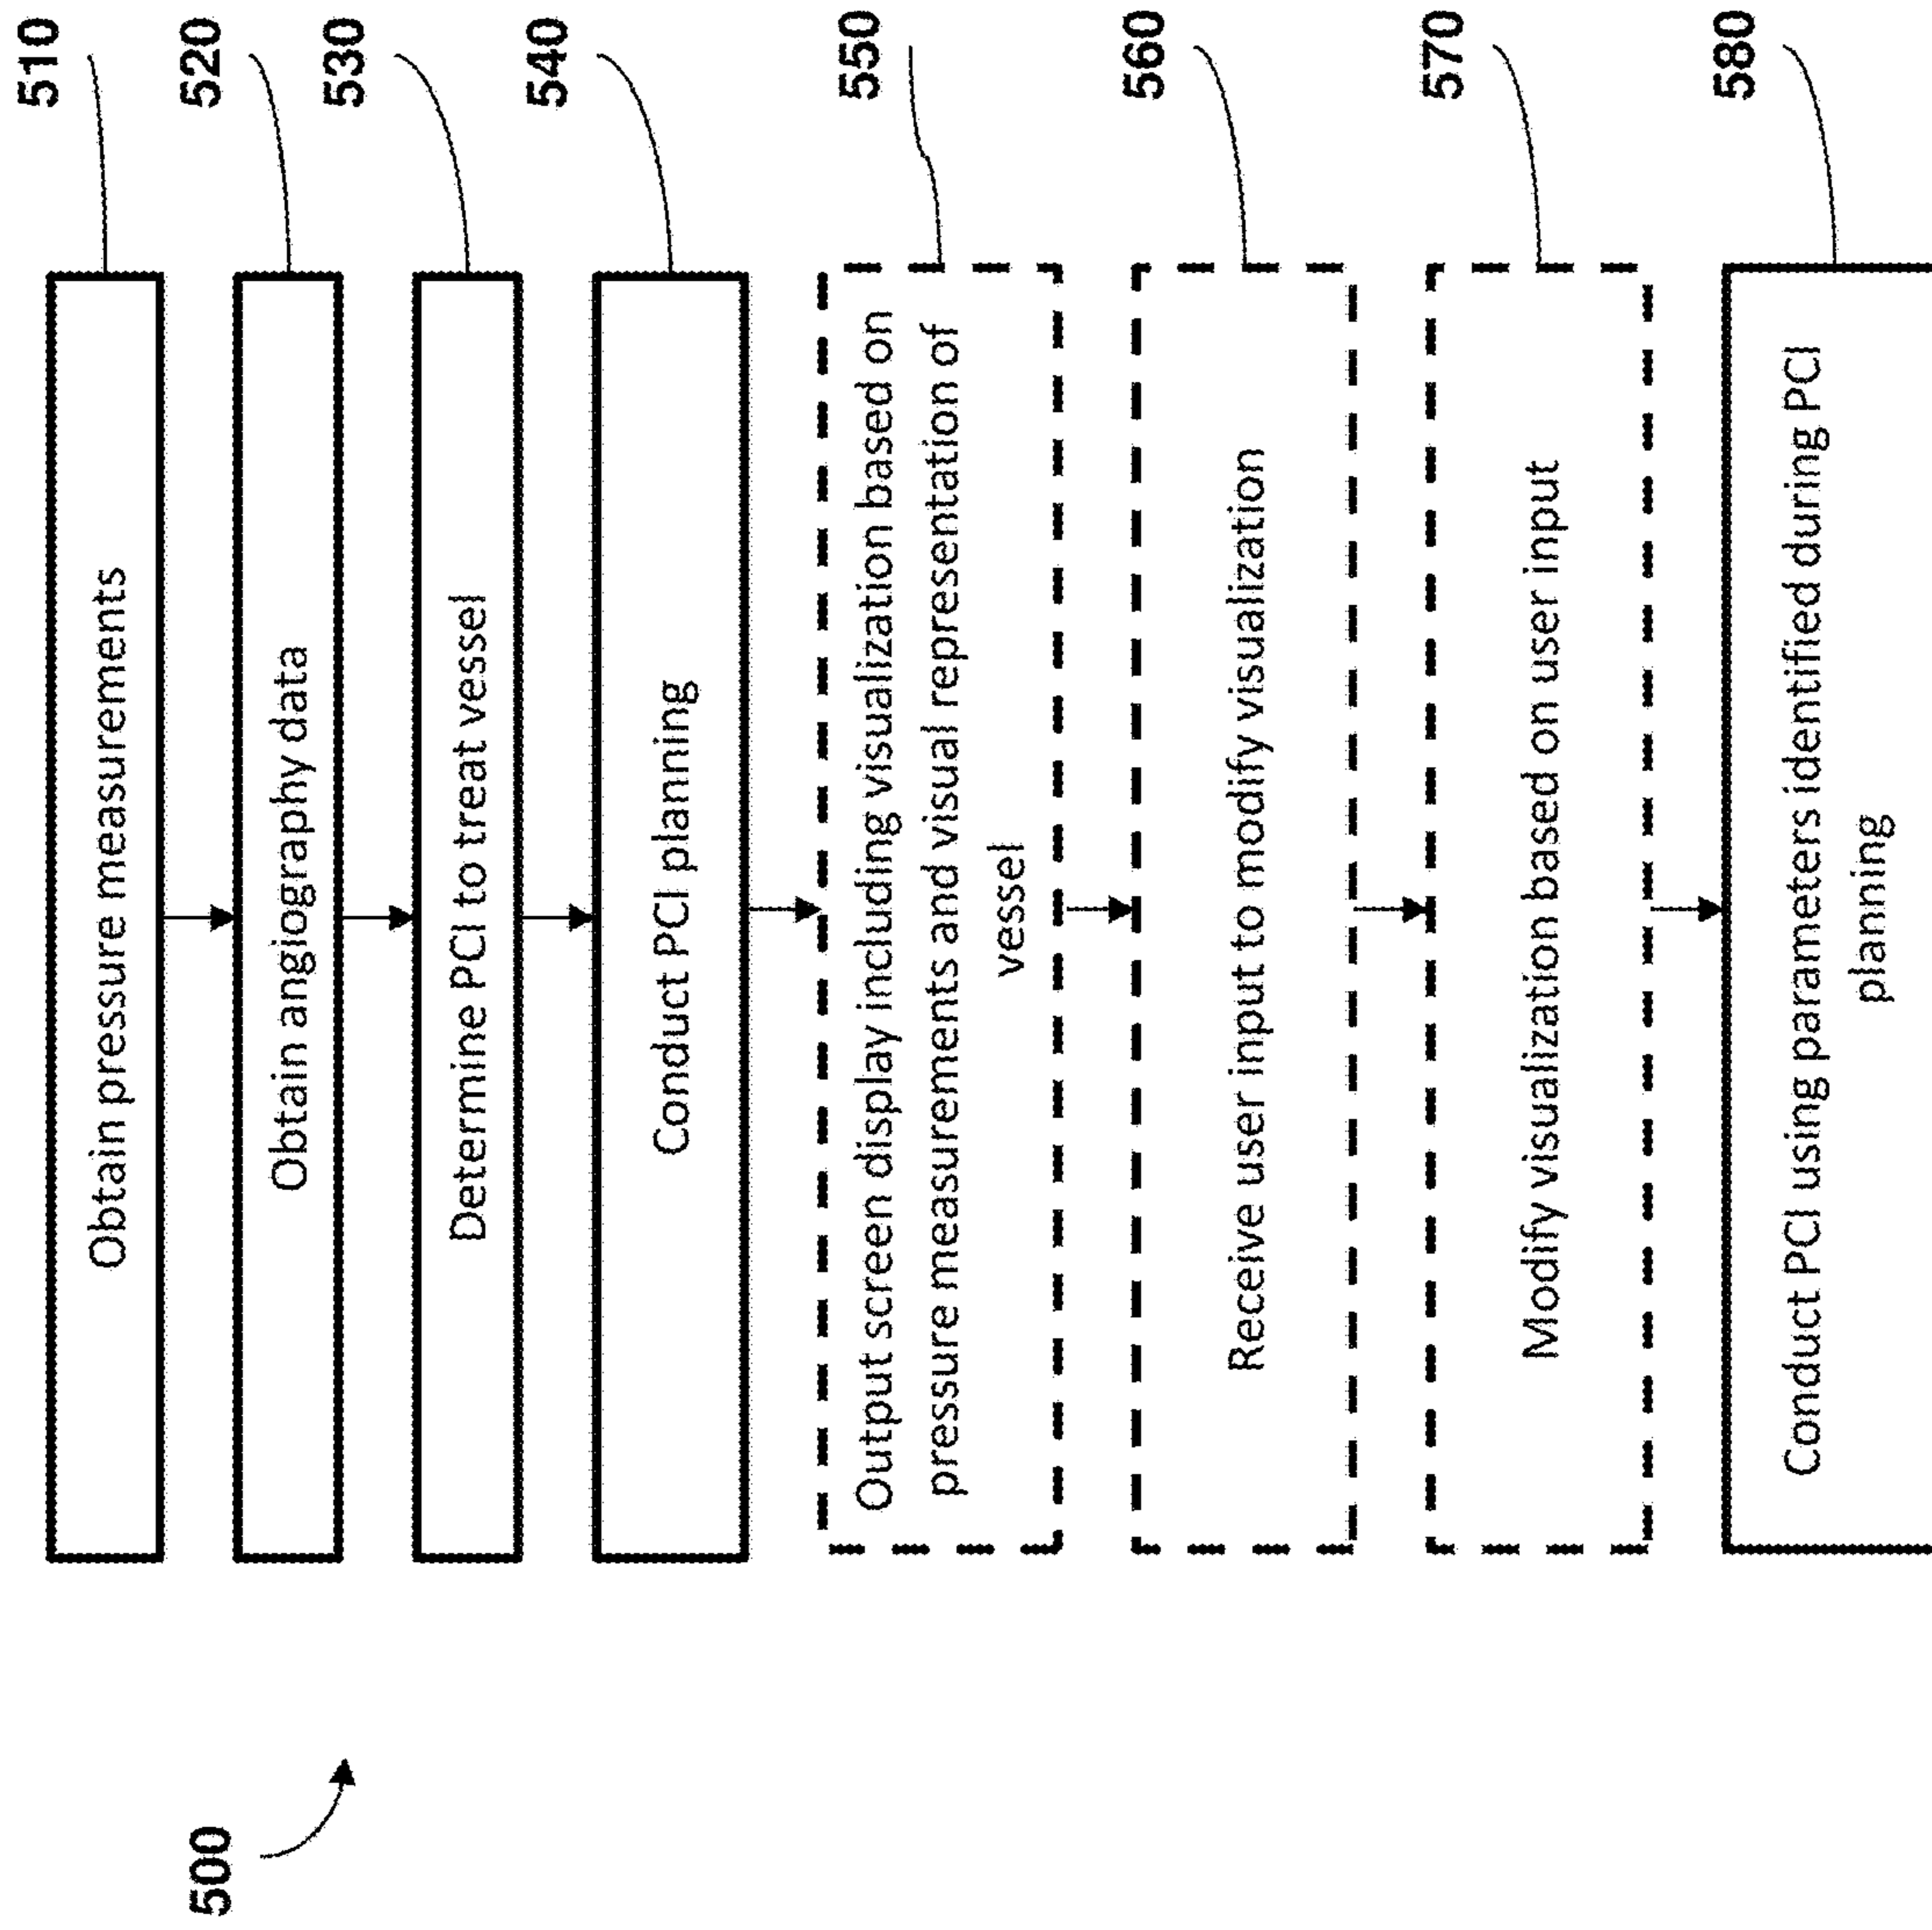 500
Obtain pressure measurements
510
Obtain angiography data
520
Determine PCI to treat vessel
530
Conduct PCI planning
540
Output screen display including visualization based on
pressure measurements and visual representation of
vessel
550
Receive user input to modify visualization
560
Modify visualization based on user input
570
Conduct PCI using parameters identified during PCI
planning
580